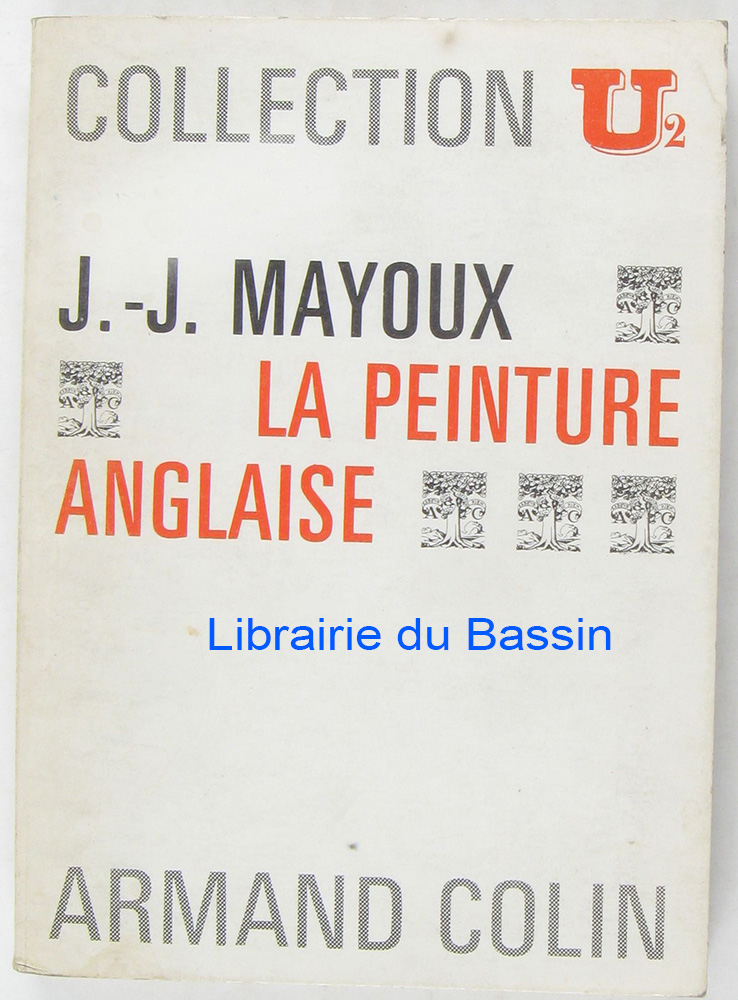 COLLECTION U2
J.-J. MAYOUX
LA PEINTURE
ANGLAISE
Librairie du Bassin
ARMAND COLIN